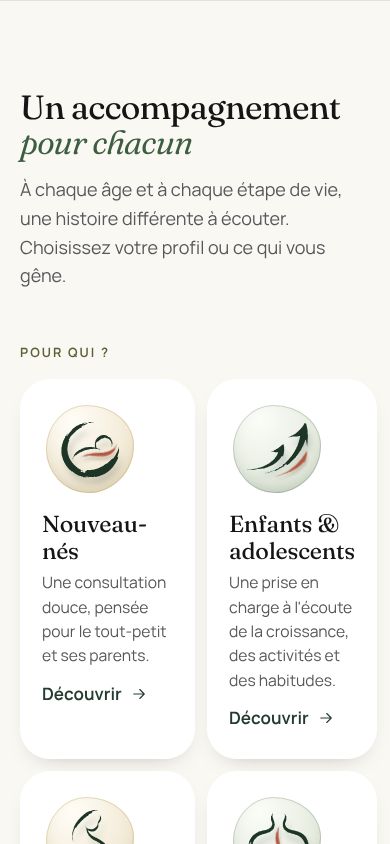 Un accompagnement
pour chacun
À chaque âge et à chaque étape de vie,
une histoire différente à écouter.
Choisissez votre profil ou ce qui vous
gêne.
POUR QUI ?
Nouveau-
nés
Une consultation
douce, pensée
pour le tout-petit
et ses parents.
Découvrir →
Enfants &
adolescents
Une prise en
charge à l'écoute
de la croissance,
des activités et
des habitudes.
Découvrir →